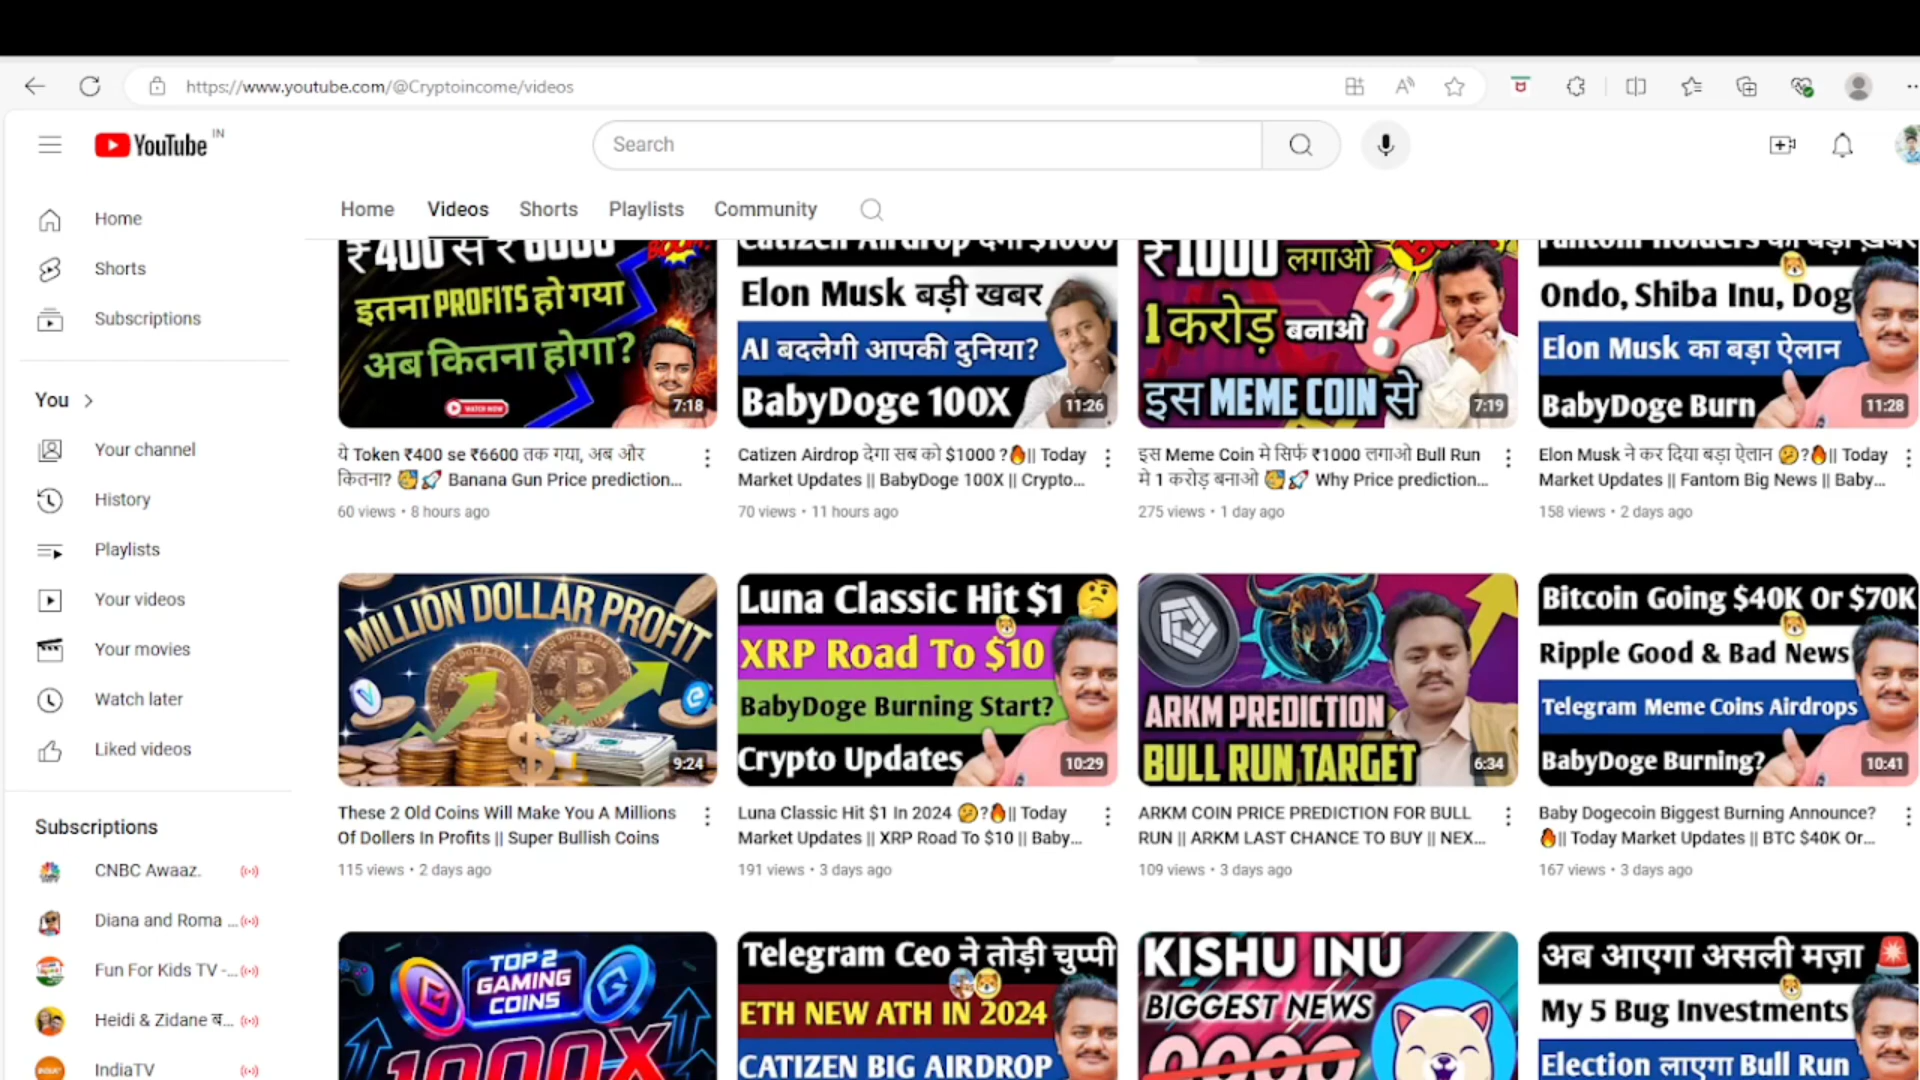 https://www.youtube.com/@Cryptoincome/videos
YouTube IN
Search
Home Videos Shorts Playlists Community
Home
Shorts
Subscriptions
You
Your channel
History
Playlists
Your videos
Your movies
Watch later
Liked videos
Subscriptions
CNBC Awaaz.
Diana and Roma ...
Fun For Kids TV -...
Heidi & Zidane ब...
IndiaTV
₹400 से ₹6600
इतना PROFITS हो गया
अब कितना होगा?
WATCH NOW
7:18
ये Token ₹400 se ₹6600 तक गया, अब और
कितना? 🥳🚀 Banana Gun Price prediction...
60 views • 8 hours ago
Catizen Airdrop देगा $1000
Elon Musk बड़ी खबर
AI बदलेगी आपकी दुनिया?
BabyDoge 100X
11:26
Catizen Airdrop देगा सब को $1000 ?🔥|| Today
Market Updates || BabyDoge 100X || Crypto...
70 views • 11 hours ago
₹1000 लगाओ
1करोड़ बनाओ
इस MEME COIN से
7:19
इस Meme Coin मे सिर्फ ₹1000 लगाओ Bull Run
मे 1 करोड़ बनाओ 🥳🚀 Why Price prediction...
275 views • 1 day ago
Fantom Holders को बड़ी ख़बर
Ondo, Shiba Inu, Dog
Elon Musk का बड़ा ऐलान
BabyDoge Burn
11:28
Elon Musk ने कर दिया बड़ा ऐलान 🤔?🔥|| Today
Market Updates || Fantom Big News || Baby...
158 views • 2 days ago
MILLION DOLLAR PROFIT
9:24
These 2 Old Coins Will Make You A Millions
Of Dollers In Profits || Super Bullish Coins
115 views • 2 days ago
Luna Classic Hit $1
XRP Road To $10
BabyDoge Burning Start?
Crypto Updates
10:29
Luna Classic Hit $1 In 2024 🤔?🔥|| Today
Market Updates || XRP Road To $10 || Baby...
191 views • 3 days ago
ARKM PREDICTION
BULL RUN TARGET
6:34
ARKM COIN PRICE PREDICTION FOR BULL
RUN || ARKM LAST CHANCE TO BUY || NEX...
109 views • 3 days ago
Bitcoin Going $40K Or $70K
Ripple Good & Bad News
Telegram Meme Coins Airdrops
BabyDoge Burning?
10:41
Baby Dogecoin Biggest Burning Announce?
🔥|| Today Market Updates || BTC $40K Or...
167 views • 3 days ago
TOP 2
GAMING
COINS
1000X
Telegram Ceo ने तोड़ी चुप्पी
ETH NEW ATH IN 2024
CATIZEN BIG AIRDROP
KISHU INU
BIGGEST NEWS
अब आएगा असली मज़ा
My 5 Bug Investments
Election लाएगा Bull Run